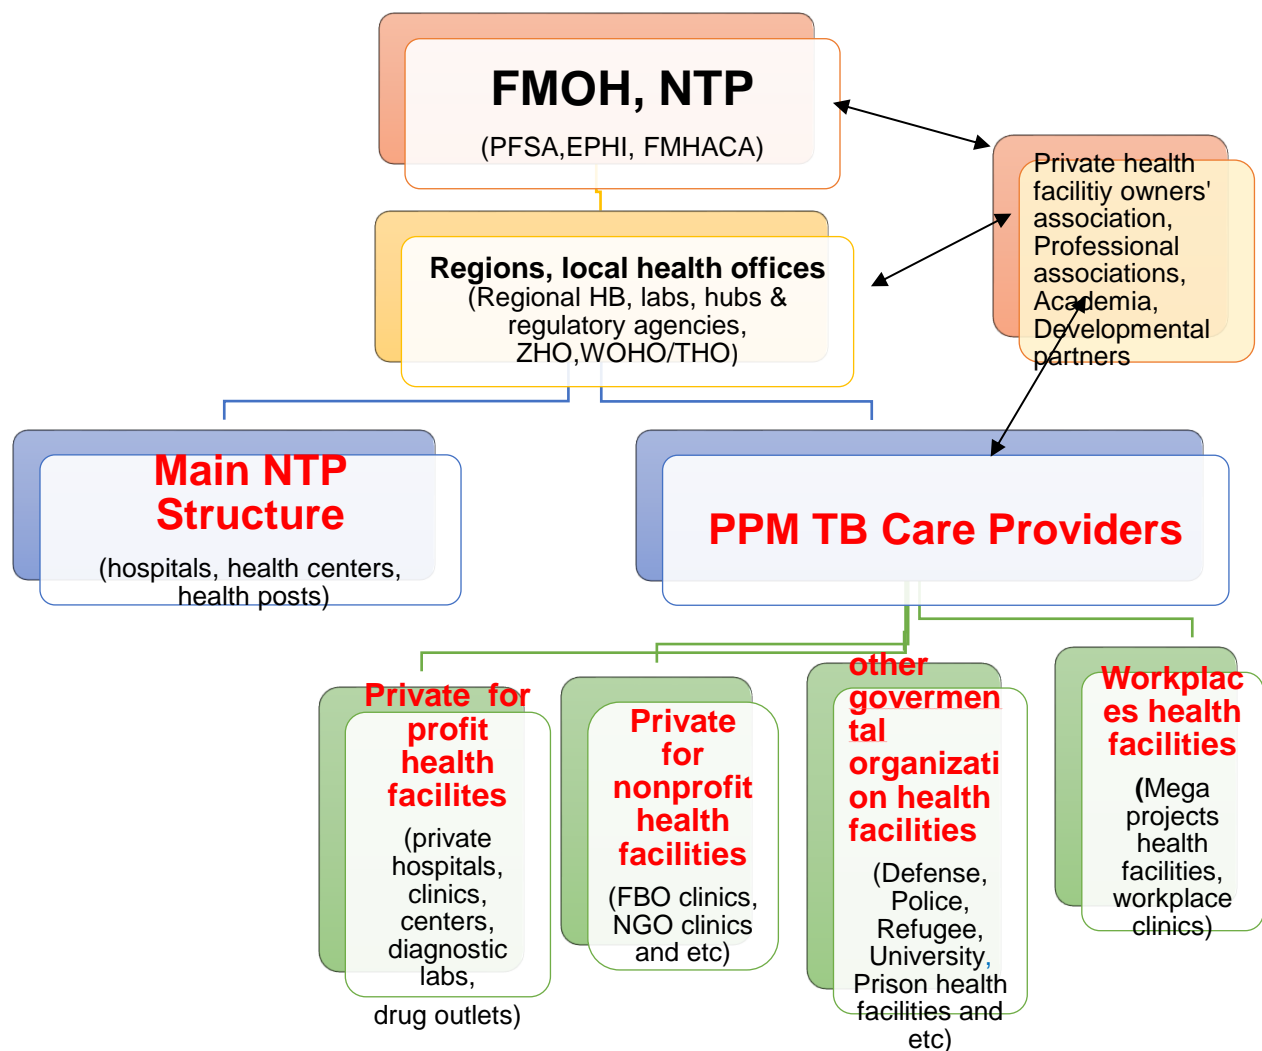 FMOH, NTP
(PFSA,EPHI, FMHACA)
Private health
facilitiy owners'
association,
Professional
associations,
Academia,
Developmental
partners
Regions, local health offices
(Regional HB, labs, hubs &
regulatory agencies,
ZHO,WOHO/THO)
Main NTP
Structure
(hospitals, health centers,
health posts)
PPM TB Care Providers
Private for
profit
health
facilites
(private
hospitals,
clinics,
centers,
diagnostic
labs,
drug outlets)
Private
for
nonprofit
health
facilities
(FBO clinics,
NGO clinics
and etc)
other
govermen
tal
organizati
on health
facilities
(Defense,
Police,
Refugee,
University,
Prison health
facilities and
etc)
Workplac
es health
facilities
(Mega
projects
health
facilities,
workplace
clinics)